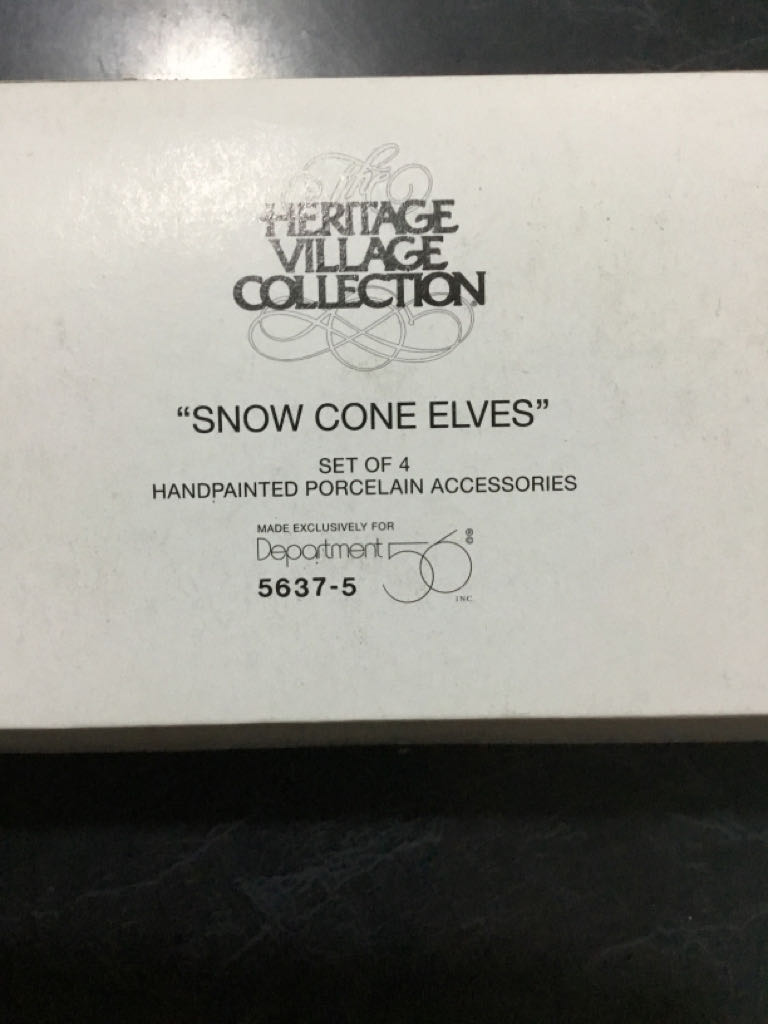 The
HERITAGE
VILLAGE
COLLECTION
“SNOW CONE ELVES”
SET OF 4
HANDPAINTED PORCELAIN ACCESSORIES
MADE EXCLUSIVELY FOR
Department 56 ®©
5637-5
INC.